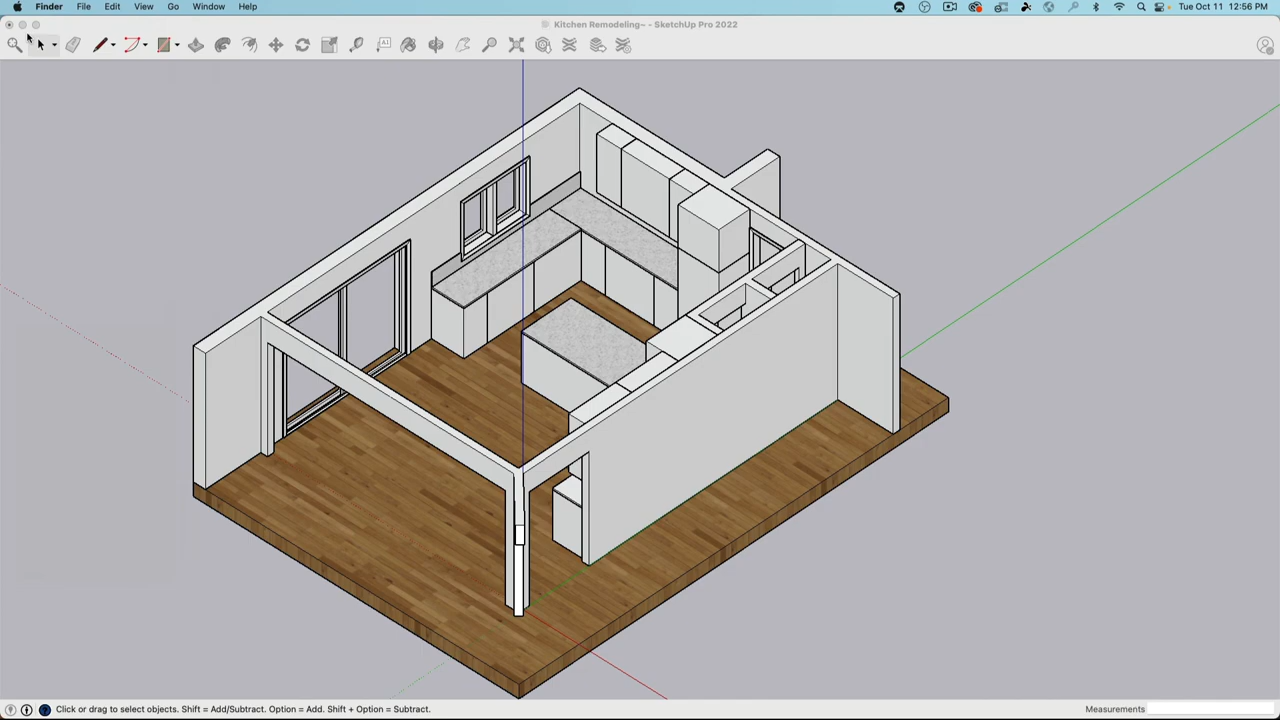 Finder File Edit View Go Window Help Tue Oct 11 12:56 PM
Kitchen Remodeling~ - SketchUp Pro 2022
Click or drag to select objects. Shift = Add/Subtract. Option = Add. Shift + Option = Subtract. Measurements